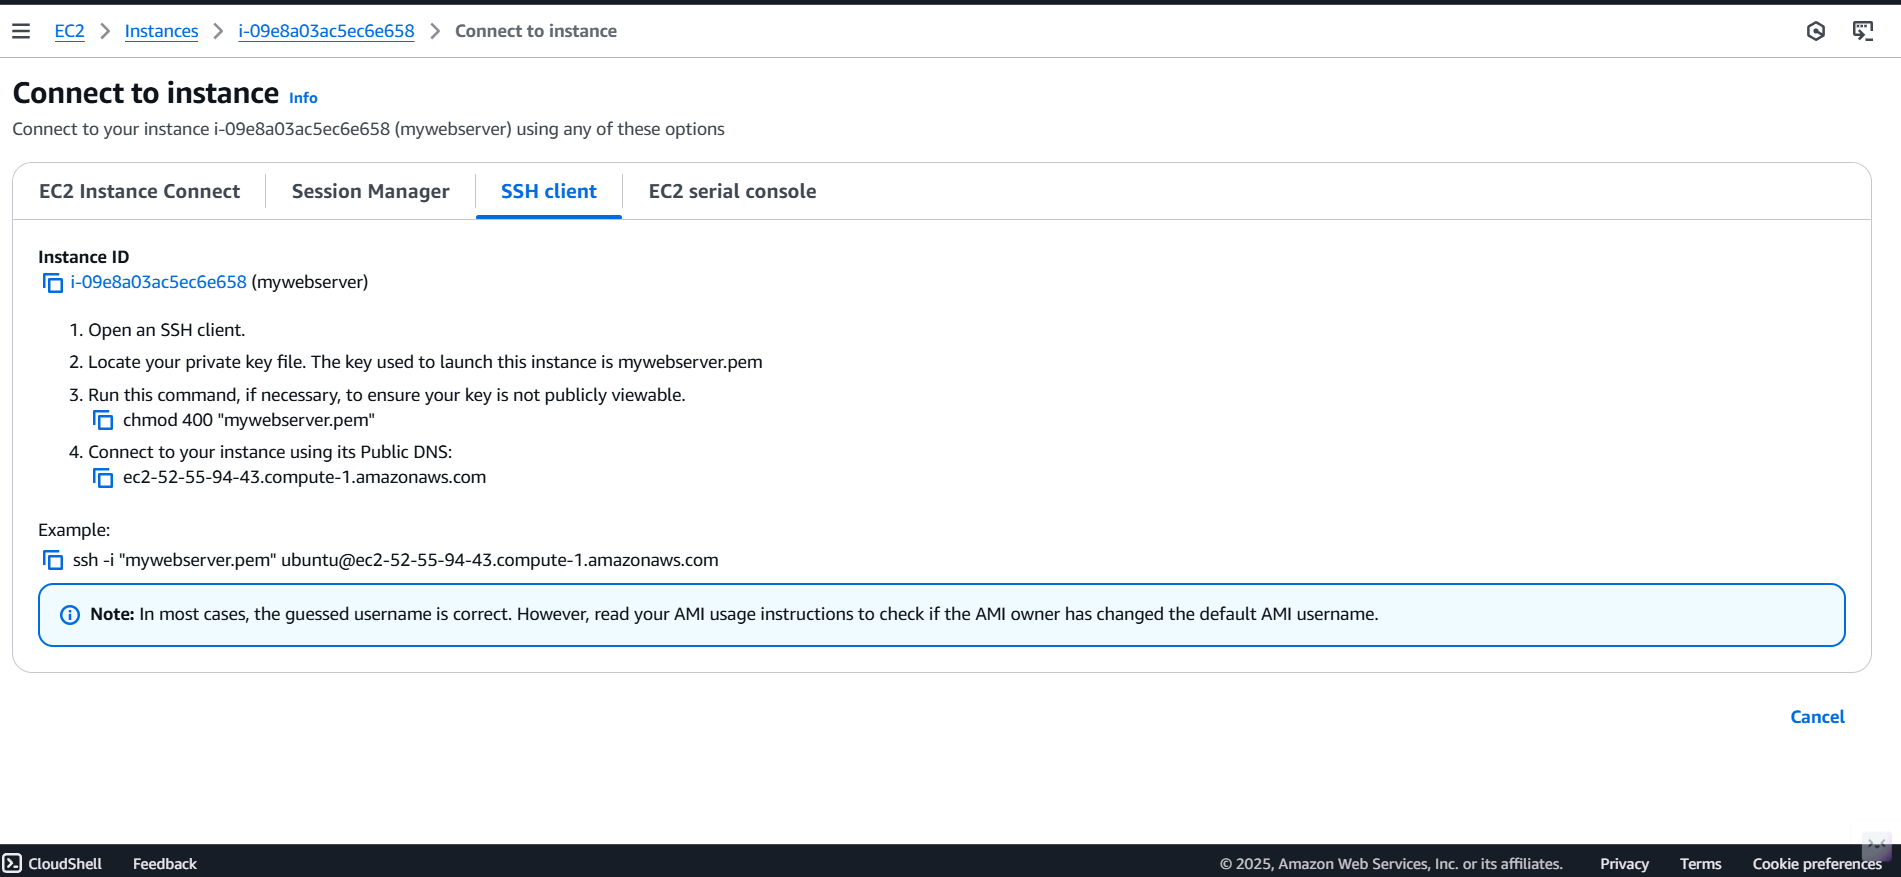 EC2 Instances i-09e8a03ac5ec6e658 Connect to instance
Connect to instance Info
Connect to your instance i-09e8a03ac5ec6e658 (mywebserver) using any of these options
EC2 Instance Connect Session Manager SSH client EC2 serial console
Instance ID
i-09e8a03ac5ec6e658 (mywebserver)
1. Open an SSH client.
2. Locate your private key file. The key used to launch this instance is mywebserver.pem
3. Run this command, if necessary, to ensure your key is not publicly viewable.
chmod 400 "mywebserver.pem"
4. Connect to your instance using its Public DNS:
ec2-52-55-94-43.compute-1.amazonaws.com
Example:
ssh -i "mywebserver.pem" ubuntu@ec2-52-55-94-43.compute-1.amazonaws.com
Note: In most cases, the guessed username is correct. However, read your AMI usage instructions to check if the AMI owner has changed the default AMI username.
Cancel
CloudShell Feedback © 2025, Amazon Web Services, Inc. or its affiliates. Privacy Terms Cookie preferences